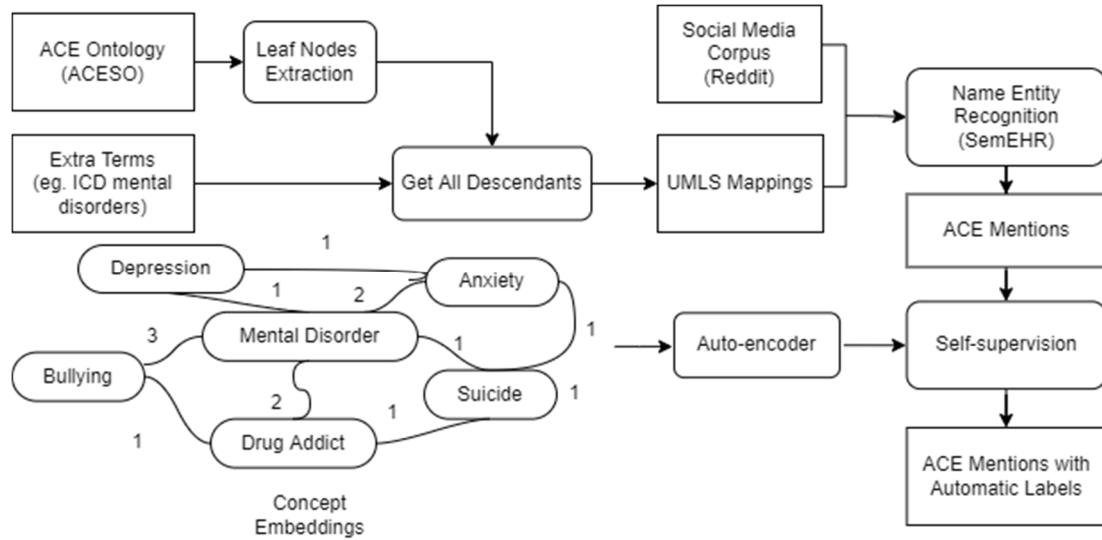 ACE Ontology
(ACESO)
Leaf Nodes
Extraction
Social Media
Corpus
(Reddit)
Name Entity
Recognition
(SemEHR)
Extra Terms
(eg. ICD mental
disorders)
Get All Descendants
UMLS Mappings
ACE Mentions
1
Depression
Anxiety
1
2
3
Mental Disorder
1
1
Auto-encoder
Self-supervision
Bullying
Suicide
1
2
1
1
Drug Addict
ACE Mentions with
Automatic Labels
Concept
Embeddings